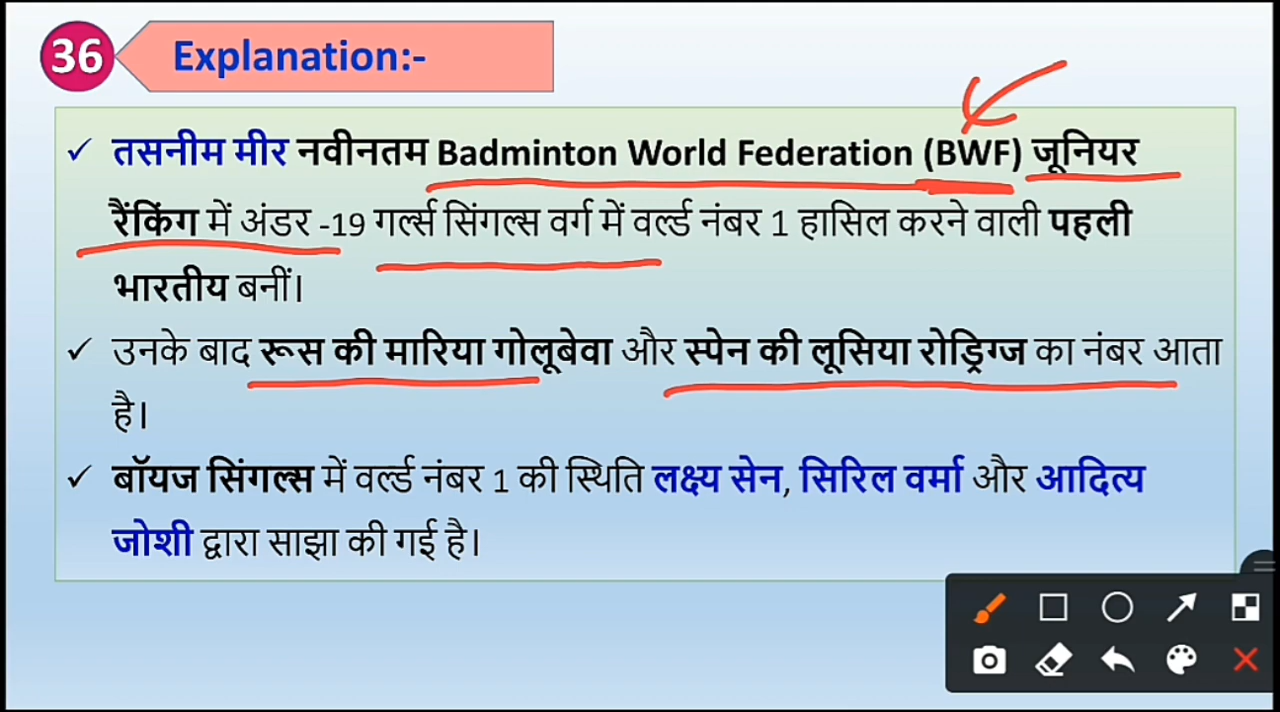 36 Explanation:-
✓ तसनीम मीर नवीनतम Badminton World Federation (BWF) जूनियर
रैंकिंग में अंडर -19 गर्ल्स सिंगल्स वर्ग में वर्ल्ड नंबर 1 हासिल करने वाली पहली
भारतीय बनीं।
✓ उनके बाद रूस की मारिया गोलूबेवा और स्पेन की लूसिया रोड्रिग्ज का नंबर आता
है।
✓ बॉयज सिंगल्स में वर्ल्ड नंबर 1 की स्थिति लक्ष्य सेन, सिरिल वर्मा और आदित्य
जोशी द्वारा साझा की गई है।